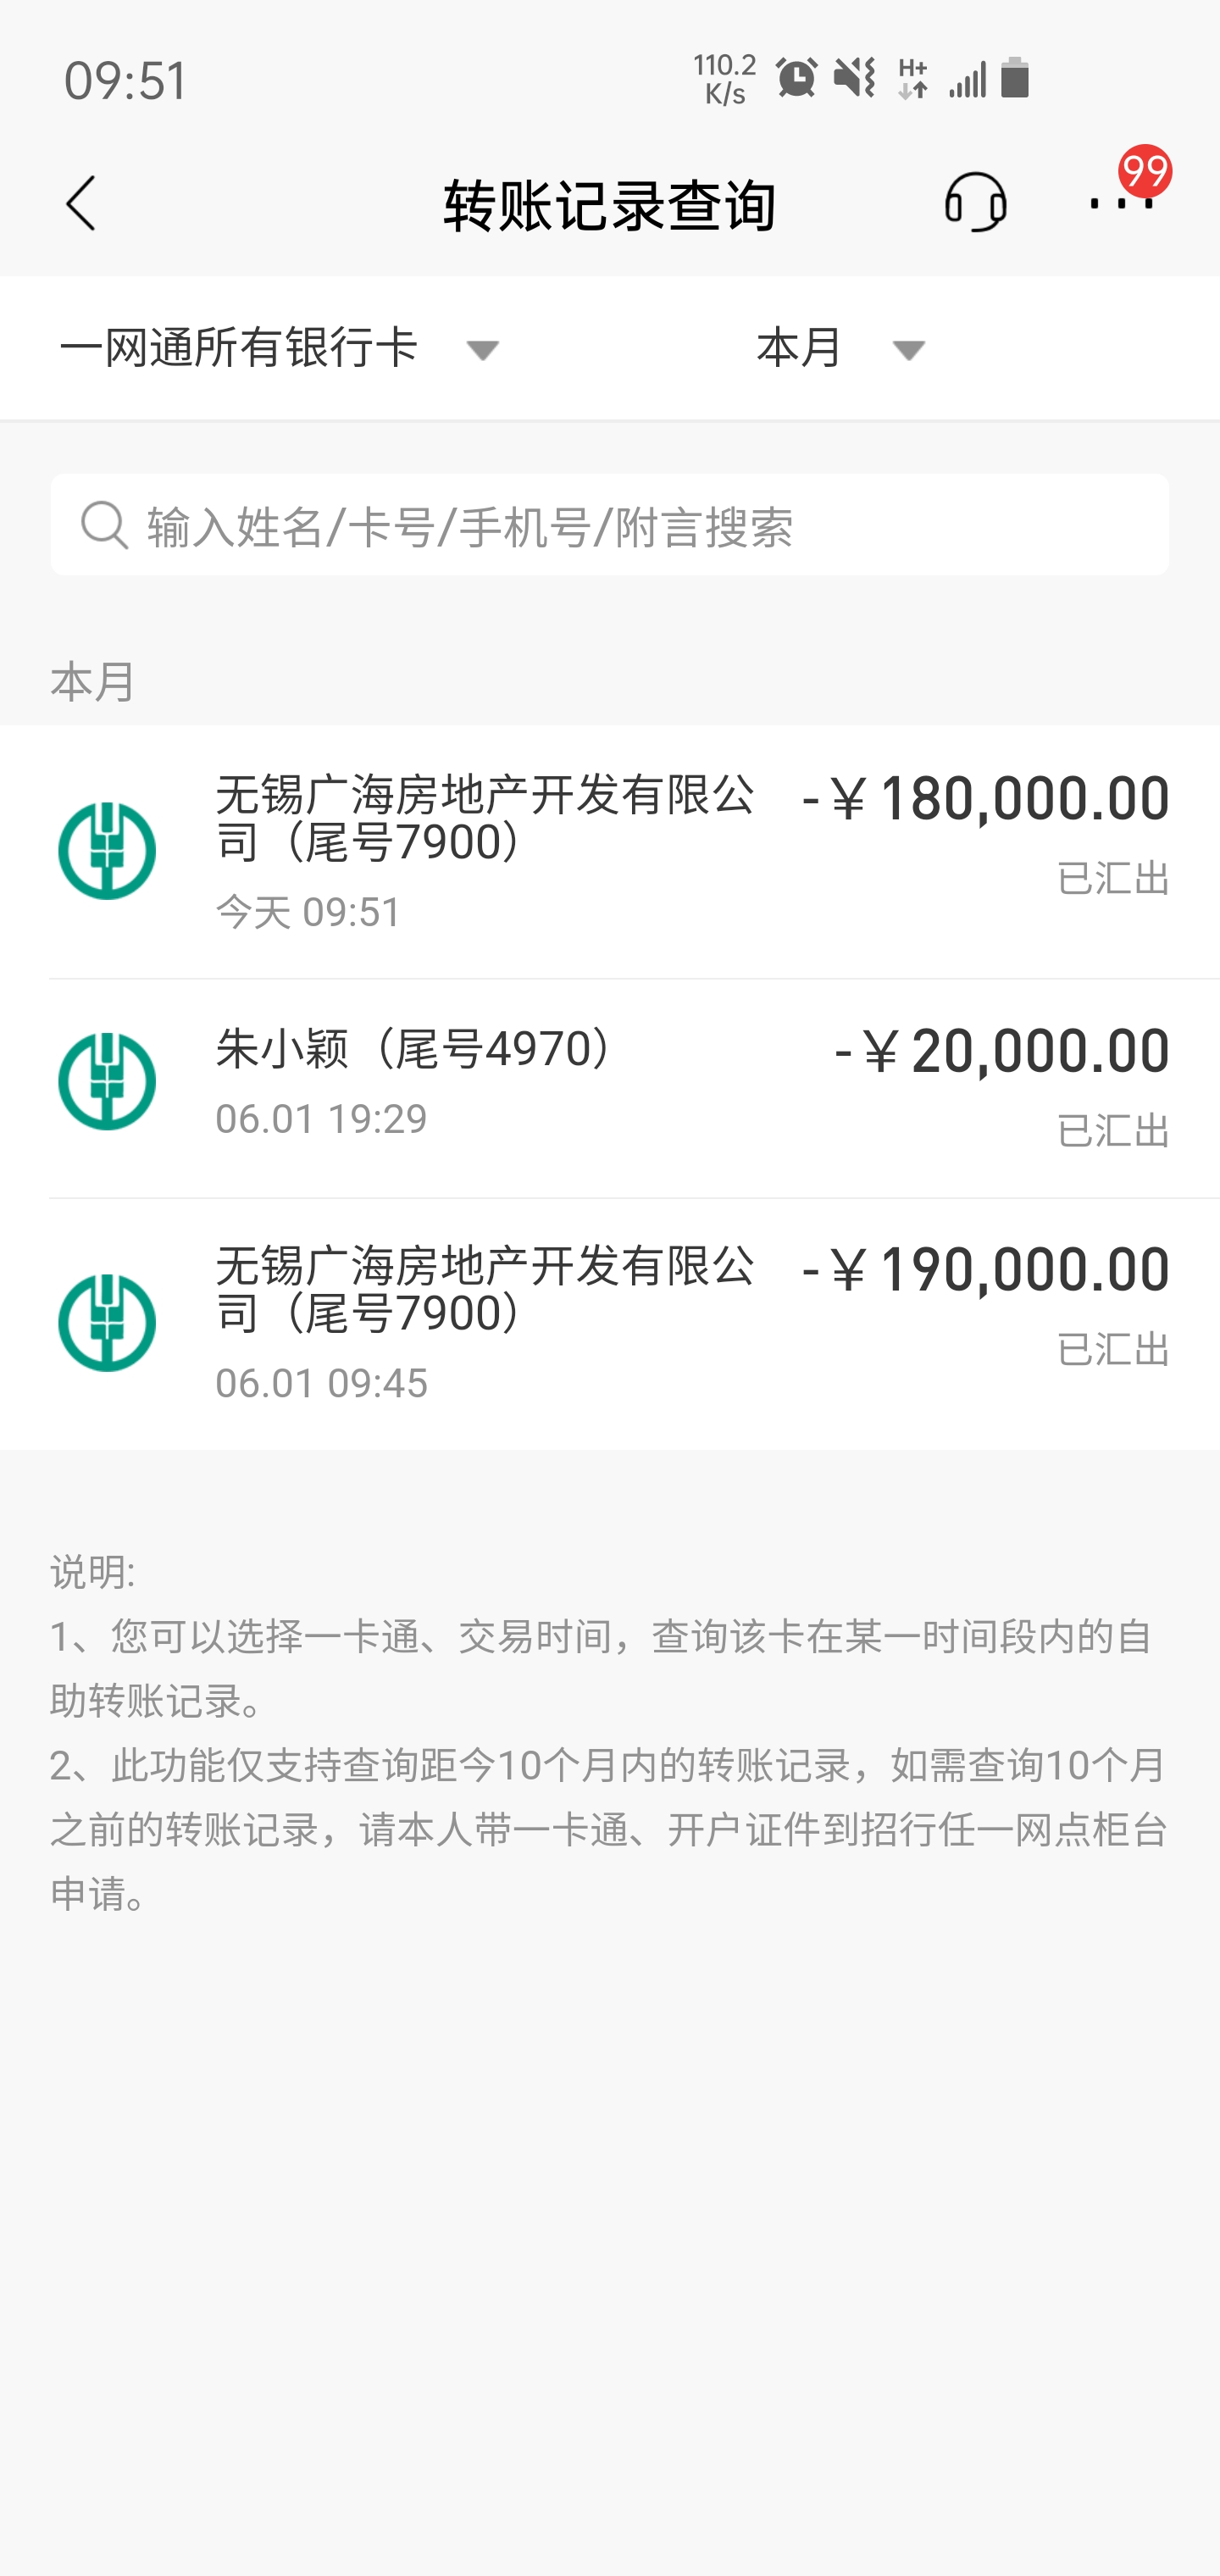 09:51
110.2
K/s
H+
转账记录查询
99
一网通所有银行卡
本月
输入姓名/卡号/手机号/附言搜索
本月
无锡广海房地产开发有限公
司（尾号7900）
-￥180,000.00
已汇出
今天 09:51
朱小颖（尾号4970）
-￥20,000.00
已汇出
06.01 19:29
无锡广海房地产开发有限公
司（尾号7900）
-￥190,000.00
已汇出
06.01 09:45
说明:
1、您可以选择一卡通、交易时间，查询该卡在某一时间段内的自
助转账记录。
2、此功能仅支持查询距今10个月内的转账记录，如需查询10个月
之前的转账记录，请本人带一卡通、开户证件到招行任一网点柜台
申请。